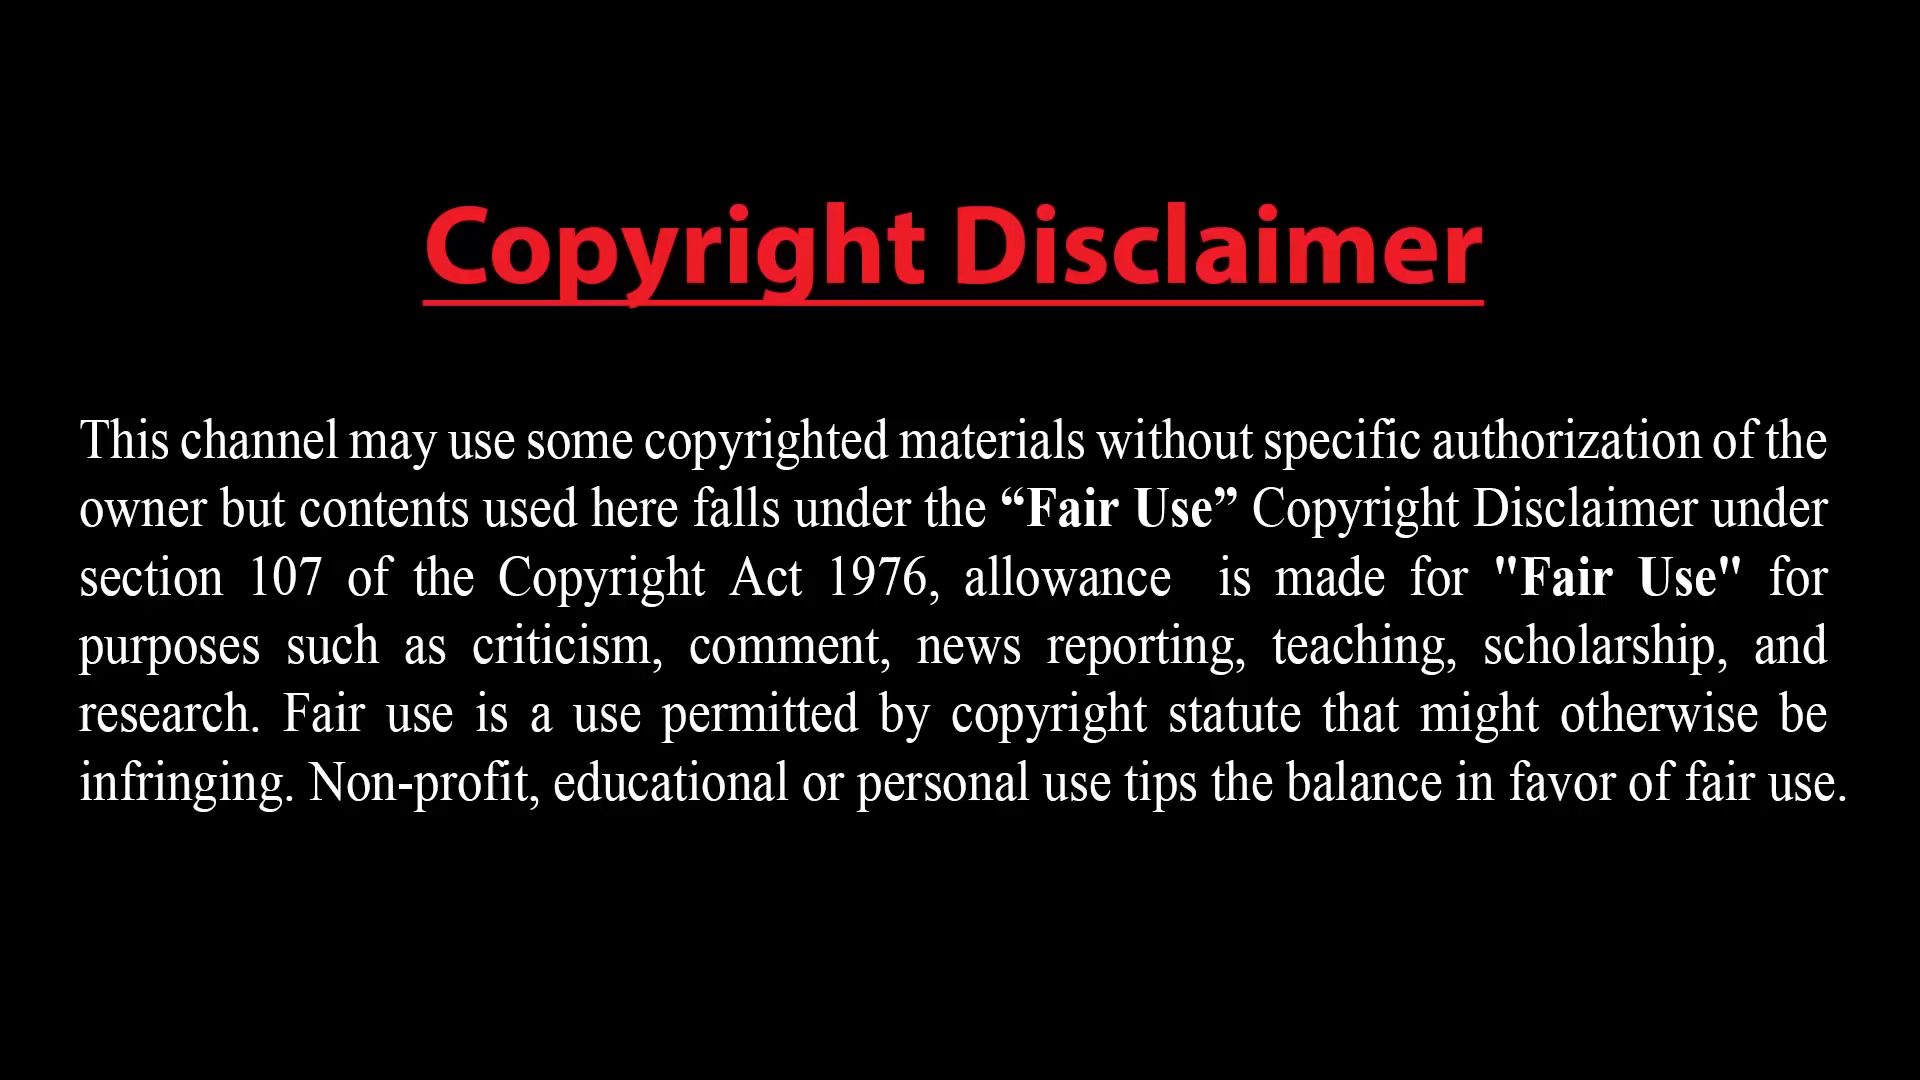 Copyright Disclaimer
This channel may use some copyrighted materials without specific authorization of the
owner but contents used here falls under the “Fair Use” Copyright Disclaimer under
section 107 of the Copyright Act 1976, allowance is made for "Fair Use" for
purposes such as criticism, comment, news reporting, teaching, scholarship, and
research. Fair use is a use permitted by copyright statute that might otherwise be
infringing. Non-profit, educational or personal use tips the balance in favor of fair use.